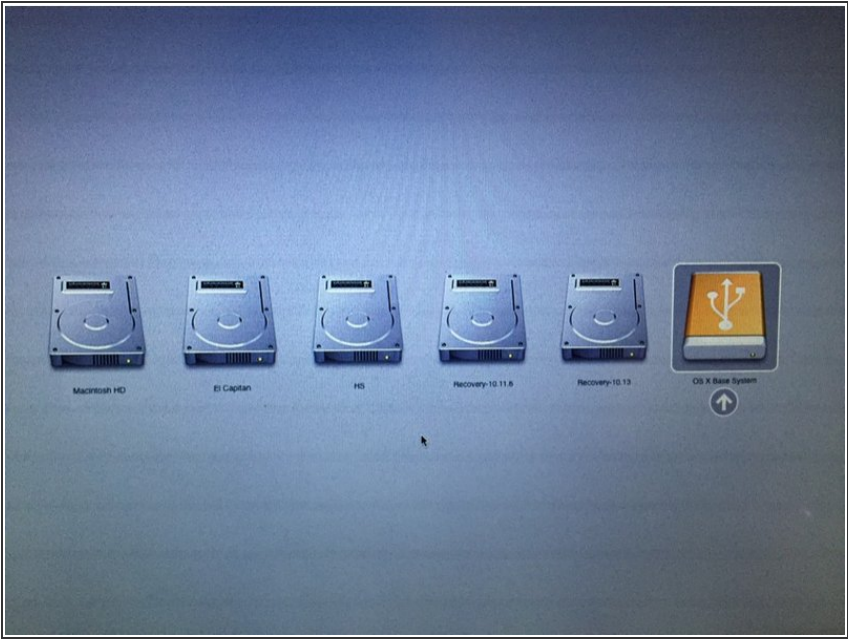 Macintosh HD
El Capitan
HS
Recovery-10.11.6
Recovery-10.13
OS X Base System